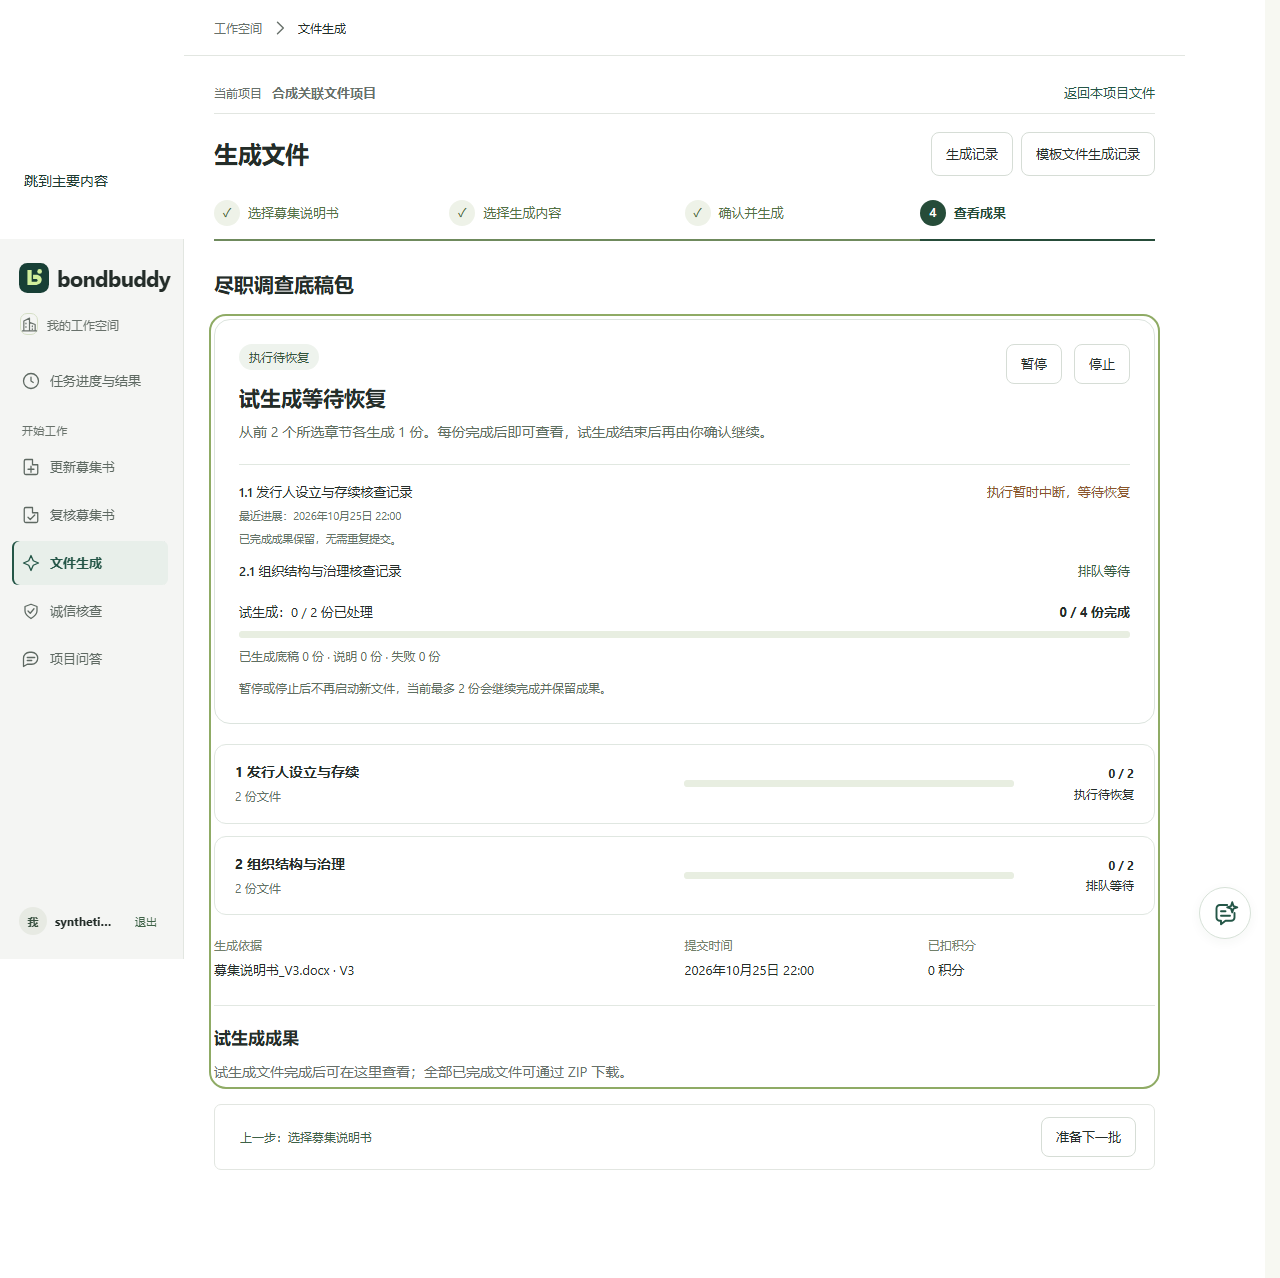 工作空间 文件生成
当前项目 合成关联文件项目 返回本项目文件
生成文件 生成记录 模板文件生成记录
跳到主要内容
选择募集说明书 选择生成内容 确认并生成 4 查看成果
bondbuddy
我的工作空间
任务进度与结果
开始工作
更新募集书
复核募集书
文件生成
诚信核查
项目问答
我 syntheti... 退出
尽职调查底稿包
执行待恢复 暂停 停止
试生成等待恢复
从前 2 个所选章节各生成 1 份。每份完成后即可查看，试生成结束后再由你确认继续。
1.1 发行人设立与存续核查记录 执行暂时中断，等待恢复
最近进展：2026年10月25日 22:00
已完成成果保留，无需重复提交。
2.1 组织结构与治理核查记录 排队等待
试生成：0 / 2 份已处理 0 / 4 份完成
已生成底稿 0 份 · 说明 0 份 · 失败 0 份
暂停或停止后不再启动新文件，当前最多 2 份会继续完成并保留成果。
1 发行人设立与存续 0 / 2
2 份文件 执行待恢复
2 组织结构与治理 0 / 2
2 份文件 排队等待
生成依据 提交时间 已扣积分
募集说明书_V3.docx · V3 2026年10月25日 22:00 0 积分
试生成成果
试生成文件完成后可在这里查看；全部已完成文件可通过 ZIP 下载。
上一步：选择募集说明书 准备下一批